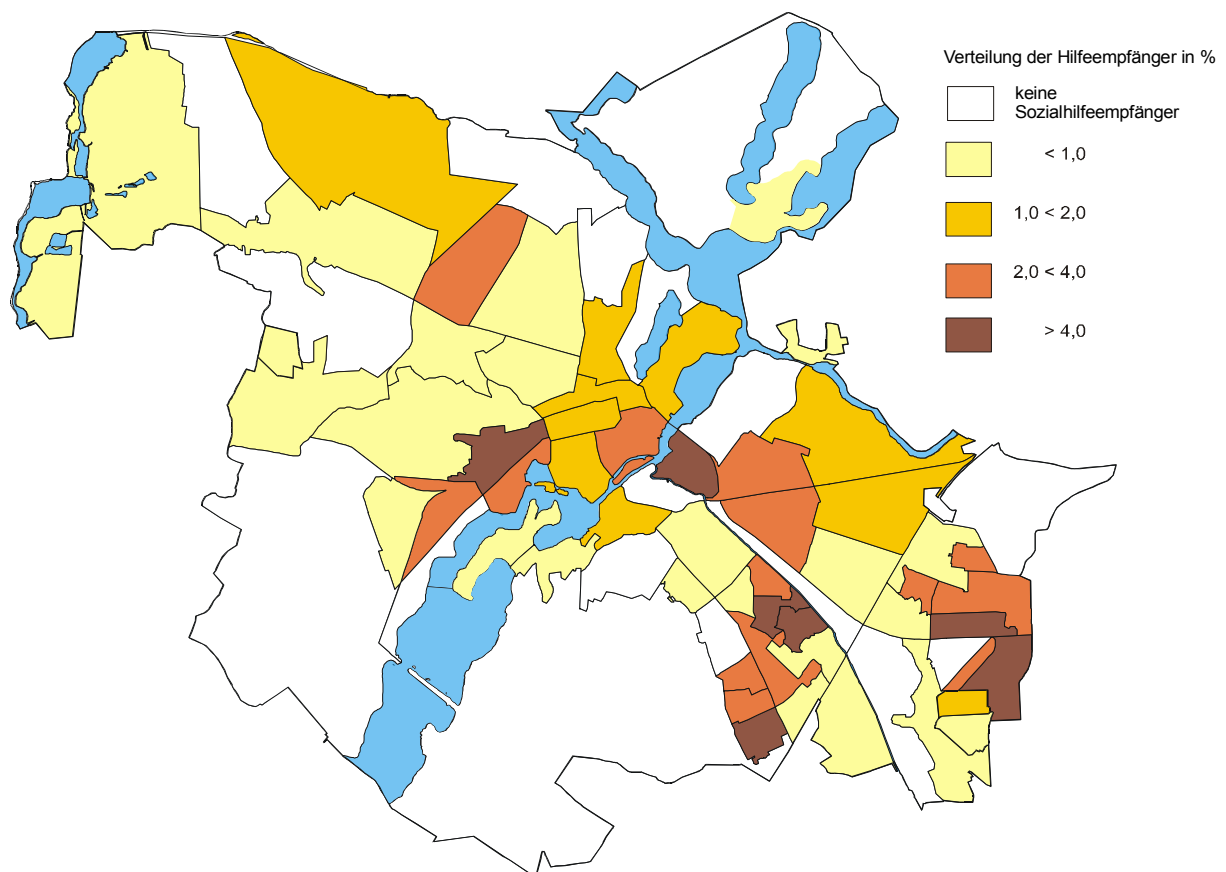 Verteilung der Hilfeempfänger in %
keine
Sozialhilfeempfänger
< 1,0
1,0 < 2,0
2,0 < 4,0
> 4,0